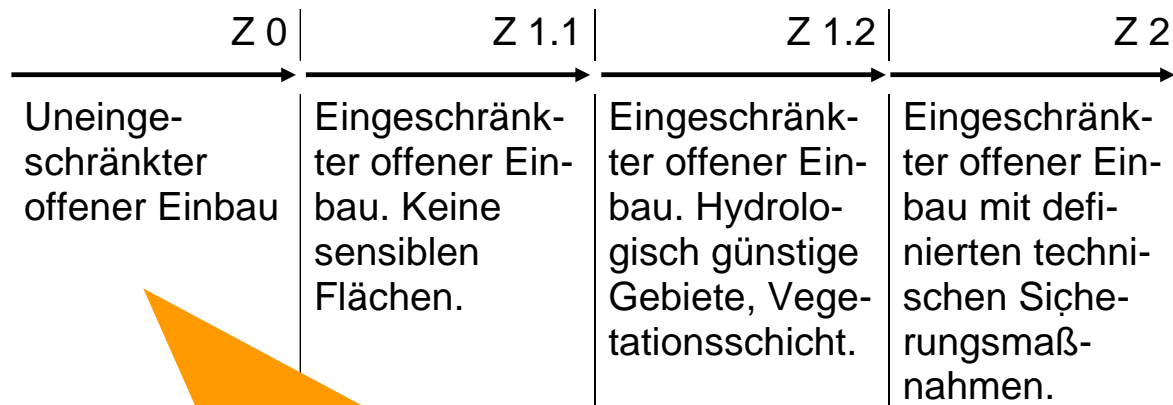 Z 0
Z 1.1
Z 1.2
Z 2
Uneinge-
schränkter
offener Einbau
Eingeschränk-
ter offener Ein-
bau. Keine
sensiblen
Flächen.
Eingeschränk-
ter offener Ein-
bau. Hydrolo-
gisch günstige
Gebiete, Vege-
tationsschicht.
Eingeschränk-
ter offener Ein-
bau mit defi-
nierten techni-
schen Siche-
rungsmaß-
nahmen.